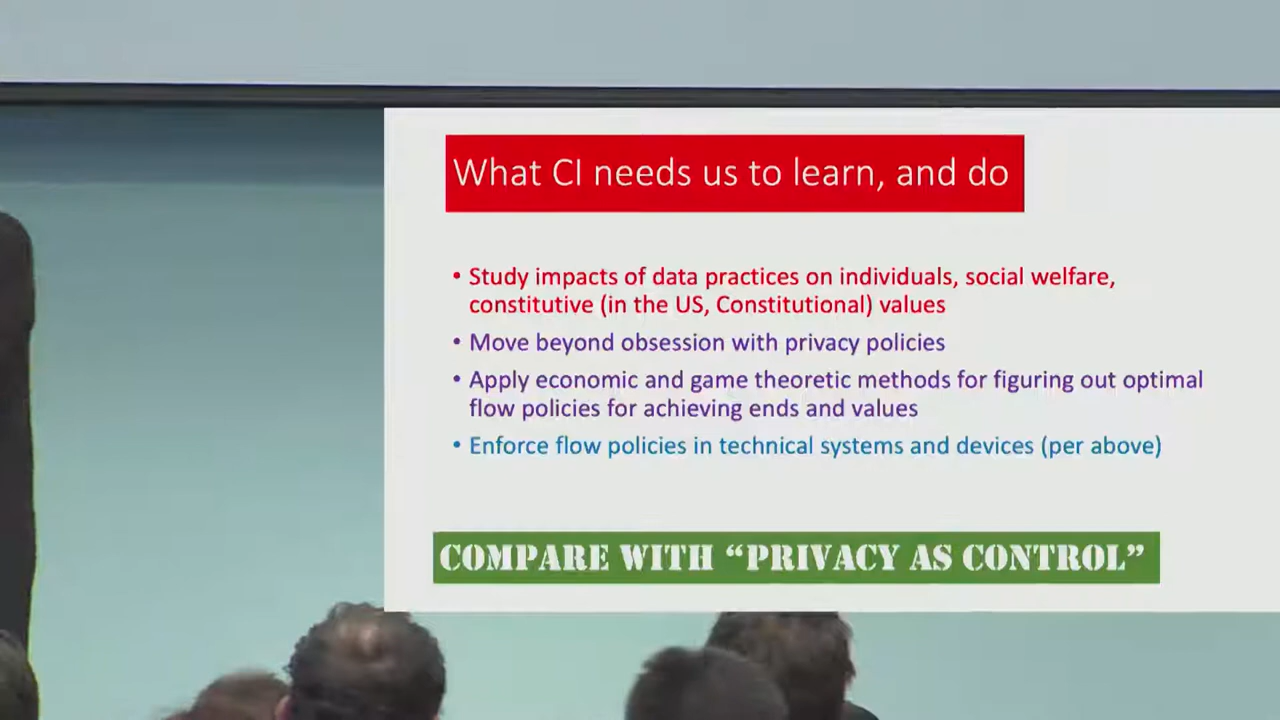 What CI needs us to learn, and do
• Study impacts of data practices on individuals, social welfare,
constitutive (in the US, Constitutional) values
• Move beyond obsession with privacy policies
• Apply economic and game theoretic methods for figuring out optimal
flow policies for achieving ends and values
• Enforce flow policies in technical systems and devices (per above)
COMPARE WITH “PRIVACY AS CONTROL”